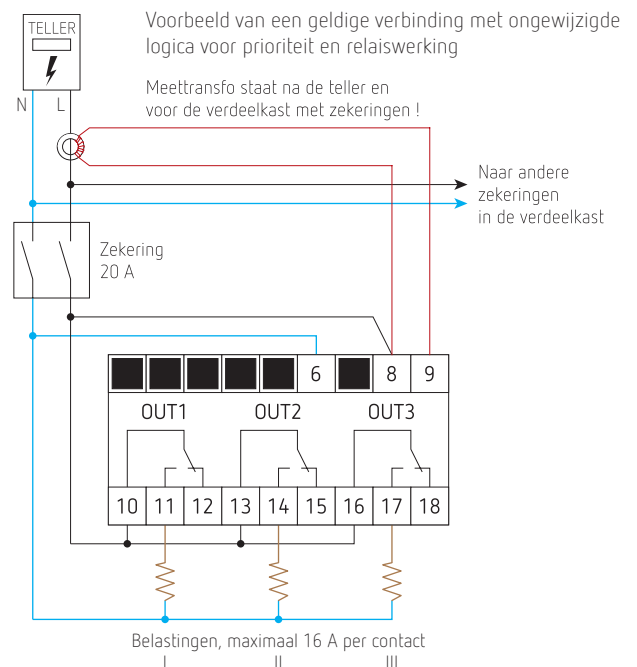 TELLER
Voorbeeld van een geldige verbinding met ongewijzigde
logica voor prioriteit en relaiswerking
Meettransfo staat na de teller en
voor de verdeelkast met zekeringen !
N L
Naar andere
zekeringen
in de verdeelkast
Zekering
20 A
6 8 9
OUT1 OUT2 OUT3
10 11 12 13 14 15 16 17 18
Belastingen, maximaal 16 A per contact
I II III